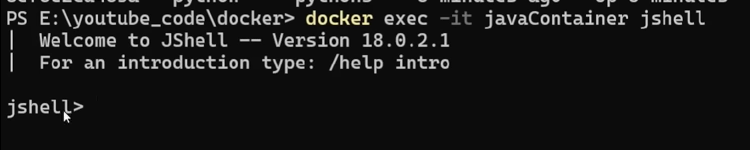 PS E:\youtube_code\docker> docker exec -it javaContainer jshell
|  Welcome to JShell -- Version 18.0.2.1
|  For an introduction type: /help intro
jshell>